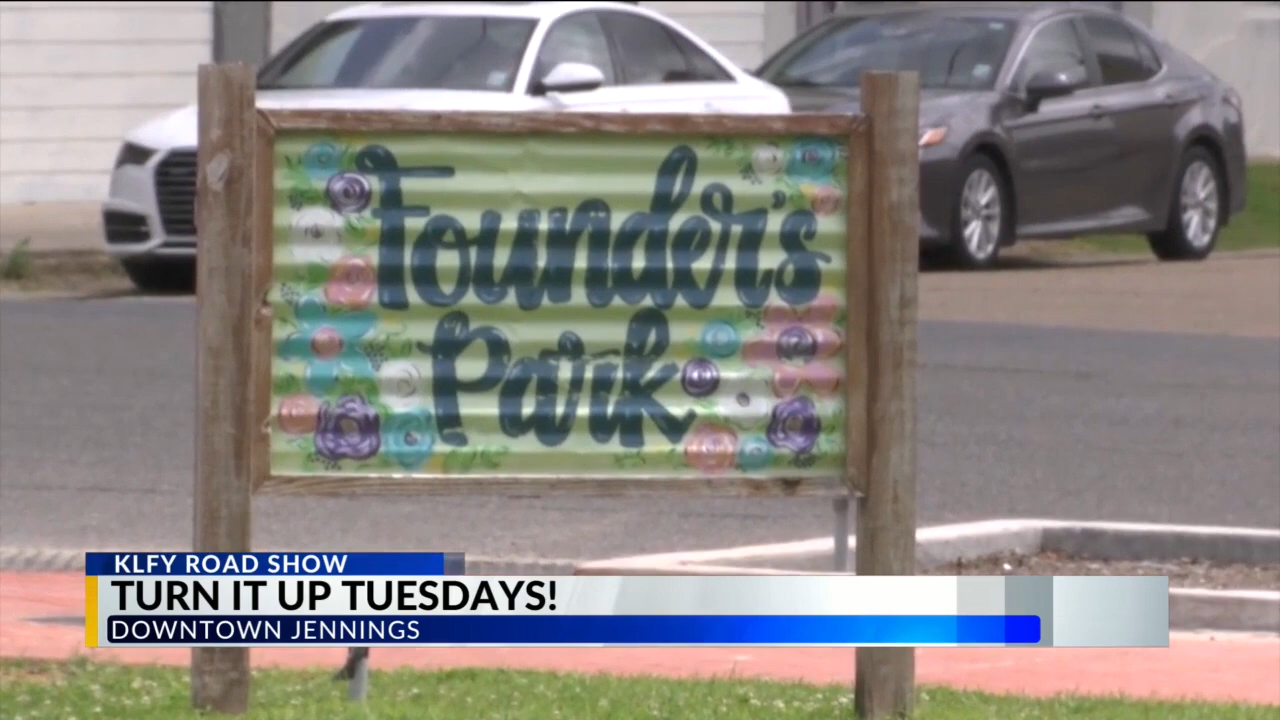 Founder's
Park
KLFY ROAD SHOW
TURN IT UP TUESDAYS!
DOWNTOWN JENNINGS